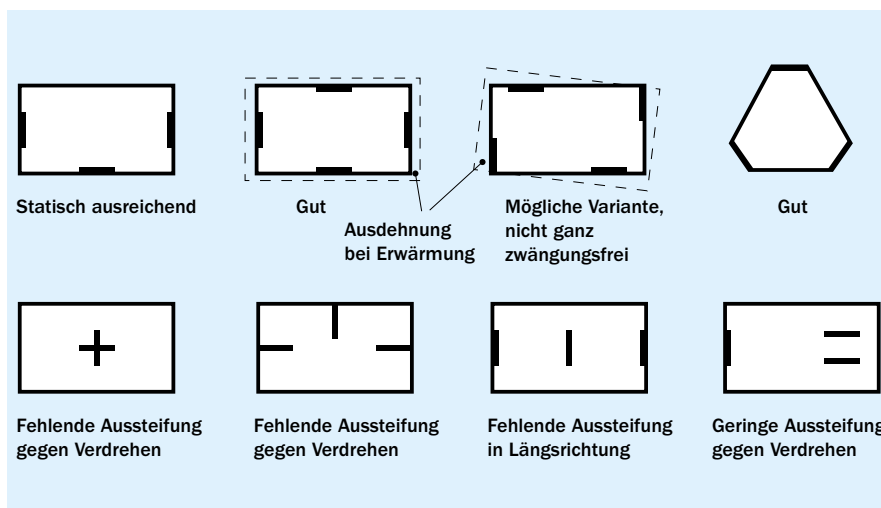 Statisch ausreichend
Gut
Ausdehnung
bei Erwärmung
Mögliche Variante,
nicht ganz
zwängungsfrei
Gut
Fehlende Aussteifung
gegen Verdrehen
Fehlende Aussteifung
gegen Verdrehen
Fehlende Aussteifung
in Längsrichtung
Geringe Aussteifung
gegen Verdrehen